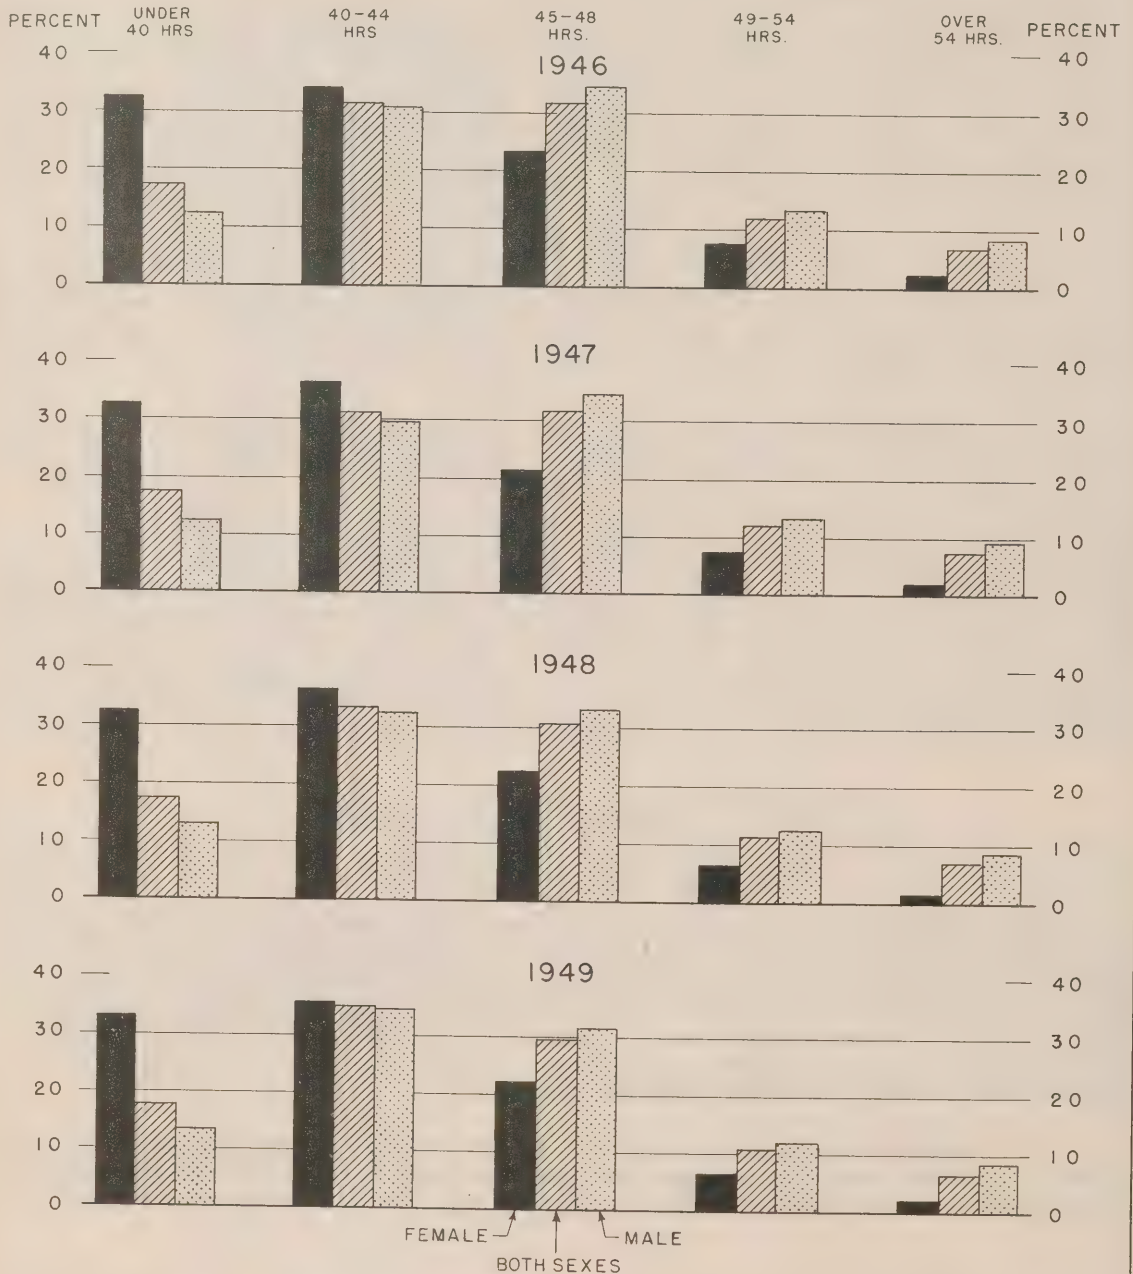 PERCENT UNDER 40-44 45-48 49-54 OVER PERCENT
40 HRS HRS HRS. HRS. 54 HRS.
40 1946 40
30 30
20 20
10 10
0 0
40 1947 40
30 30
20 20
10 10
0 0
40 1948 40
30 30
20 20
10 10
0 0
40 1949 40
30 30
20 20
10 10
0 0
FEMALE MALE
BOTH SEXES